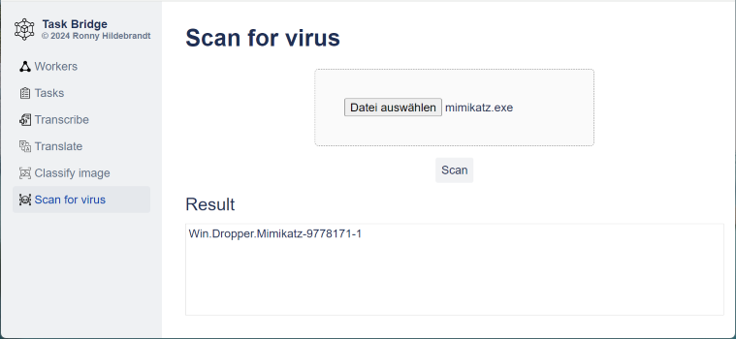 Task Bridge
© 2024 Ronny Hildebrandt
Workers
Tasks
Transcribe
Translate
Classify image
Scan for virus
Scan for virus
Datei auswählen mimikatz.exe
Scan
Result
Win.Dropper.Mimikatz-9778171-1